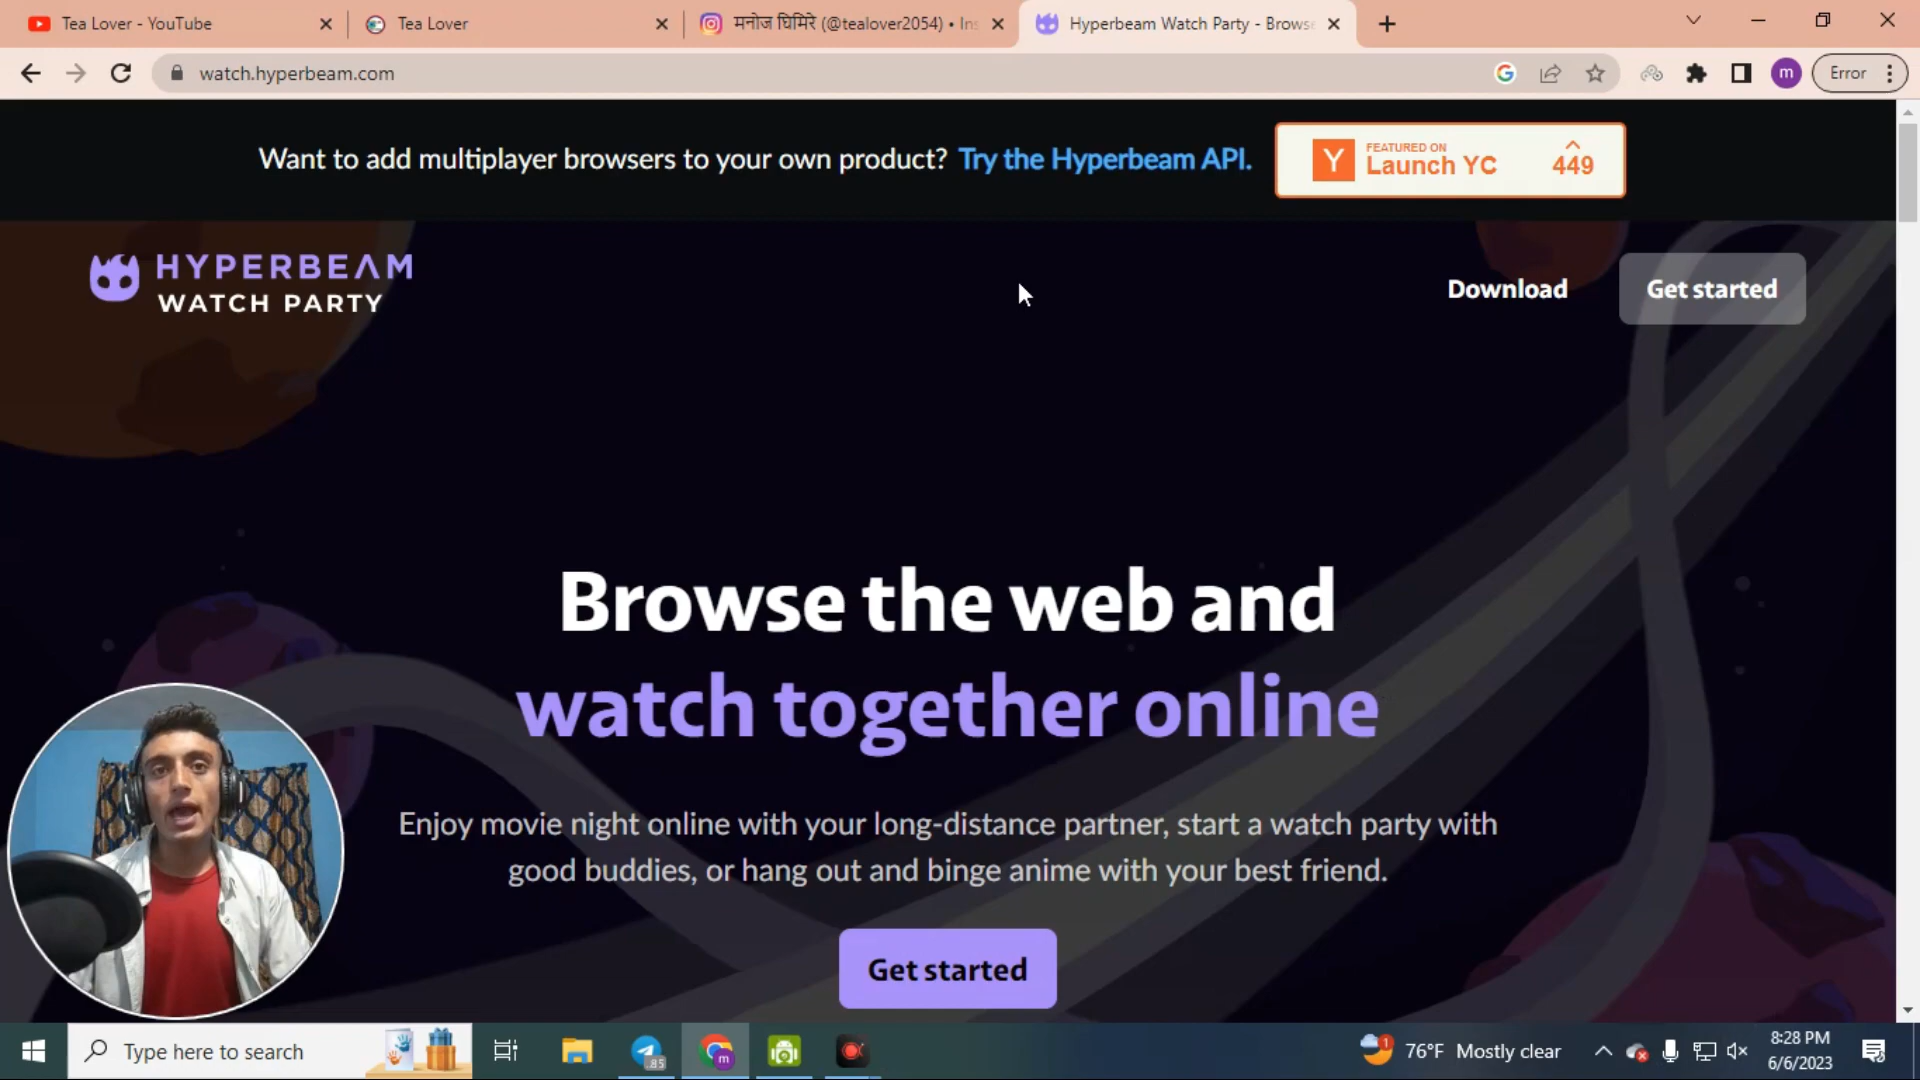 Tea Lover - YouTube
Tea Lover
मनोज घिमिरे (@tealover2054) • Ins
Hyperbeam Watch Party - Brows
watch.hyperbeam.com
m
Error
Want to add multiplayer browsers to your own product? Try the Hyperbeam API.
Y
FEATURED ON
Launch YC
449
HYPERBEAM
WATCH PARTY
Download
Get started
Browse the web and
watch together online
Enjoy movie night online with your long-distance partner, start a watch party with
good buddies, or hang out and binge anime with your best friend.
Get started
Type here to search
85
m
1
76°F Mostly clear
8:28 PM
6/6/2023